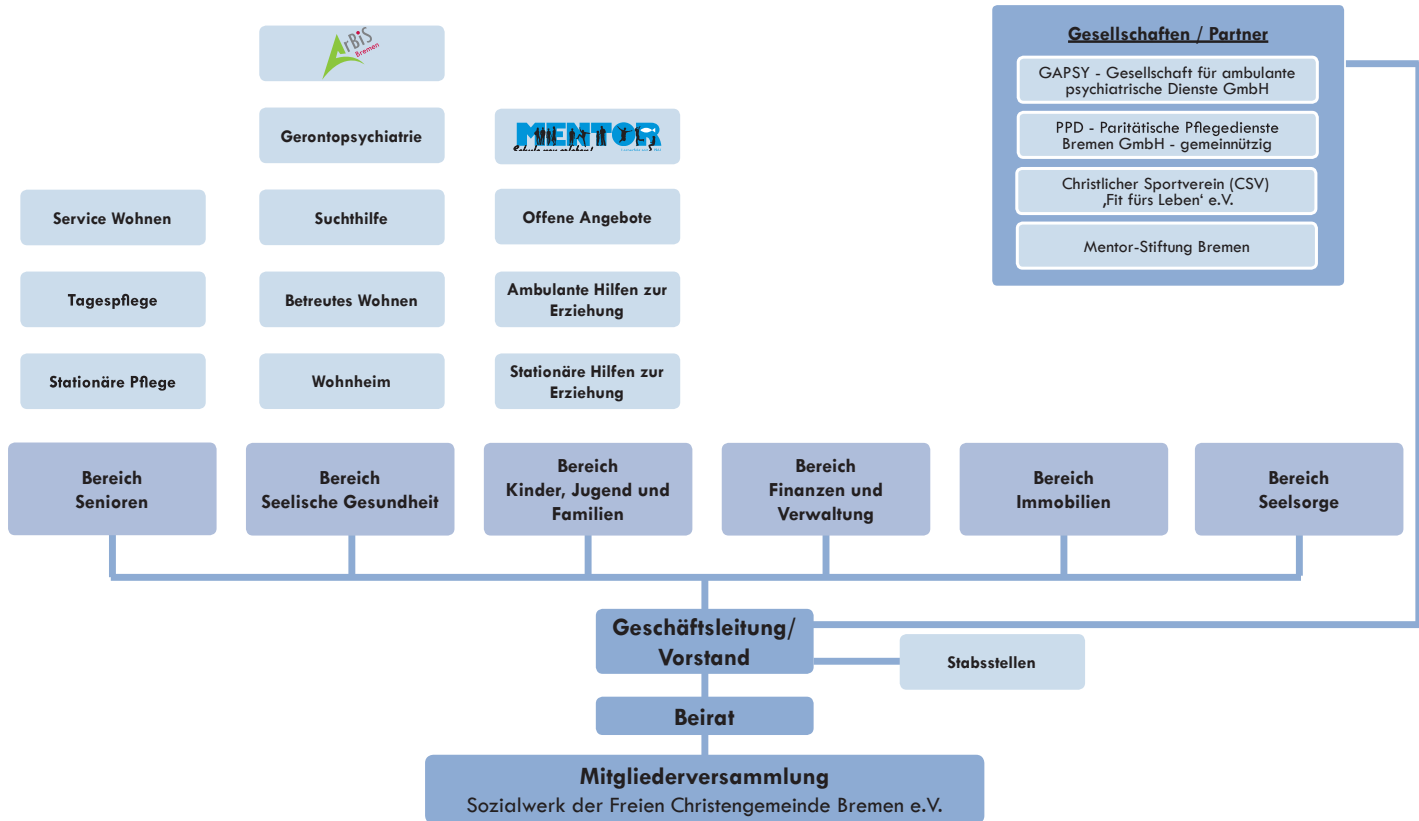 ArBiS
Bremen
Gesellschaften / Partner
GAPSY - Gesellschaft für ambulante
psychiatrische Dienste GmbH
PPD - Paritätische Pflegedienste
Bremen GmbH - gemeinnützig
Christlicher Sportverein (CSV)
‚Fit fürs Leben‘ e.V.
Mentor-Stiftung Bremen
Gerontopsychiatrie
MENTOR
Service Wohnen
Suchthilfe
Offene Angebote
Tagespflege
Betreutes Wohnen
Ambulante Hilfen zur
Erziehung
Stationäre Pflege
Wohnheim
Stationäre Hilfen zur
Erziehung
Bereich
Senioren
Bereich
Seelische Gesundheit
Bereich
Kinder, Jugend und
Familien
Bereich
Finanzen und
Verwaltung
Bereich
Immobilien
Bereich
Seelsorge
Geschäftsleitung/
Vorstand
Stabsstellen
Beirat
Mitgliederversammlung
Sozialwerk der Freien Christengemeinde Bremen e.V.